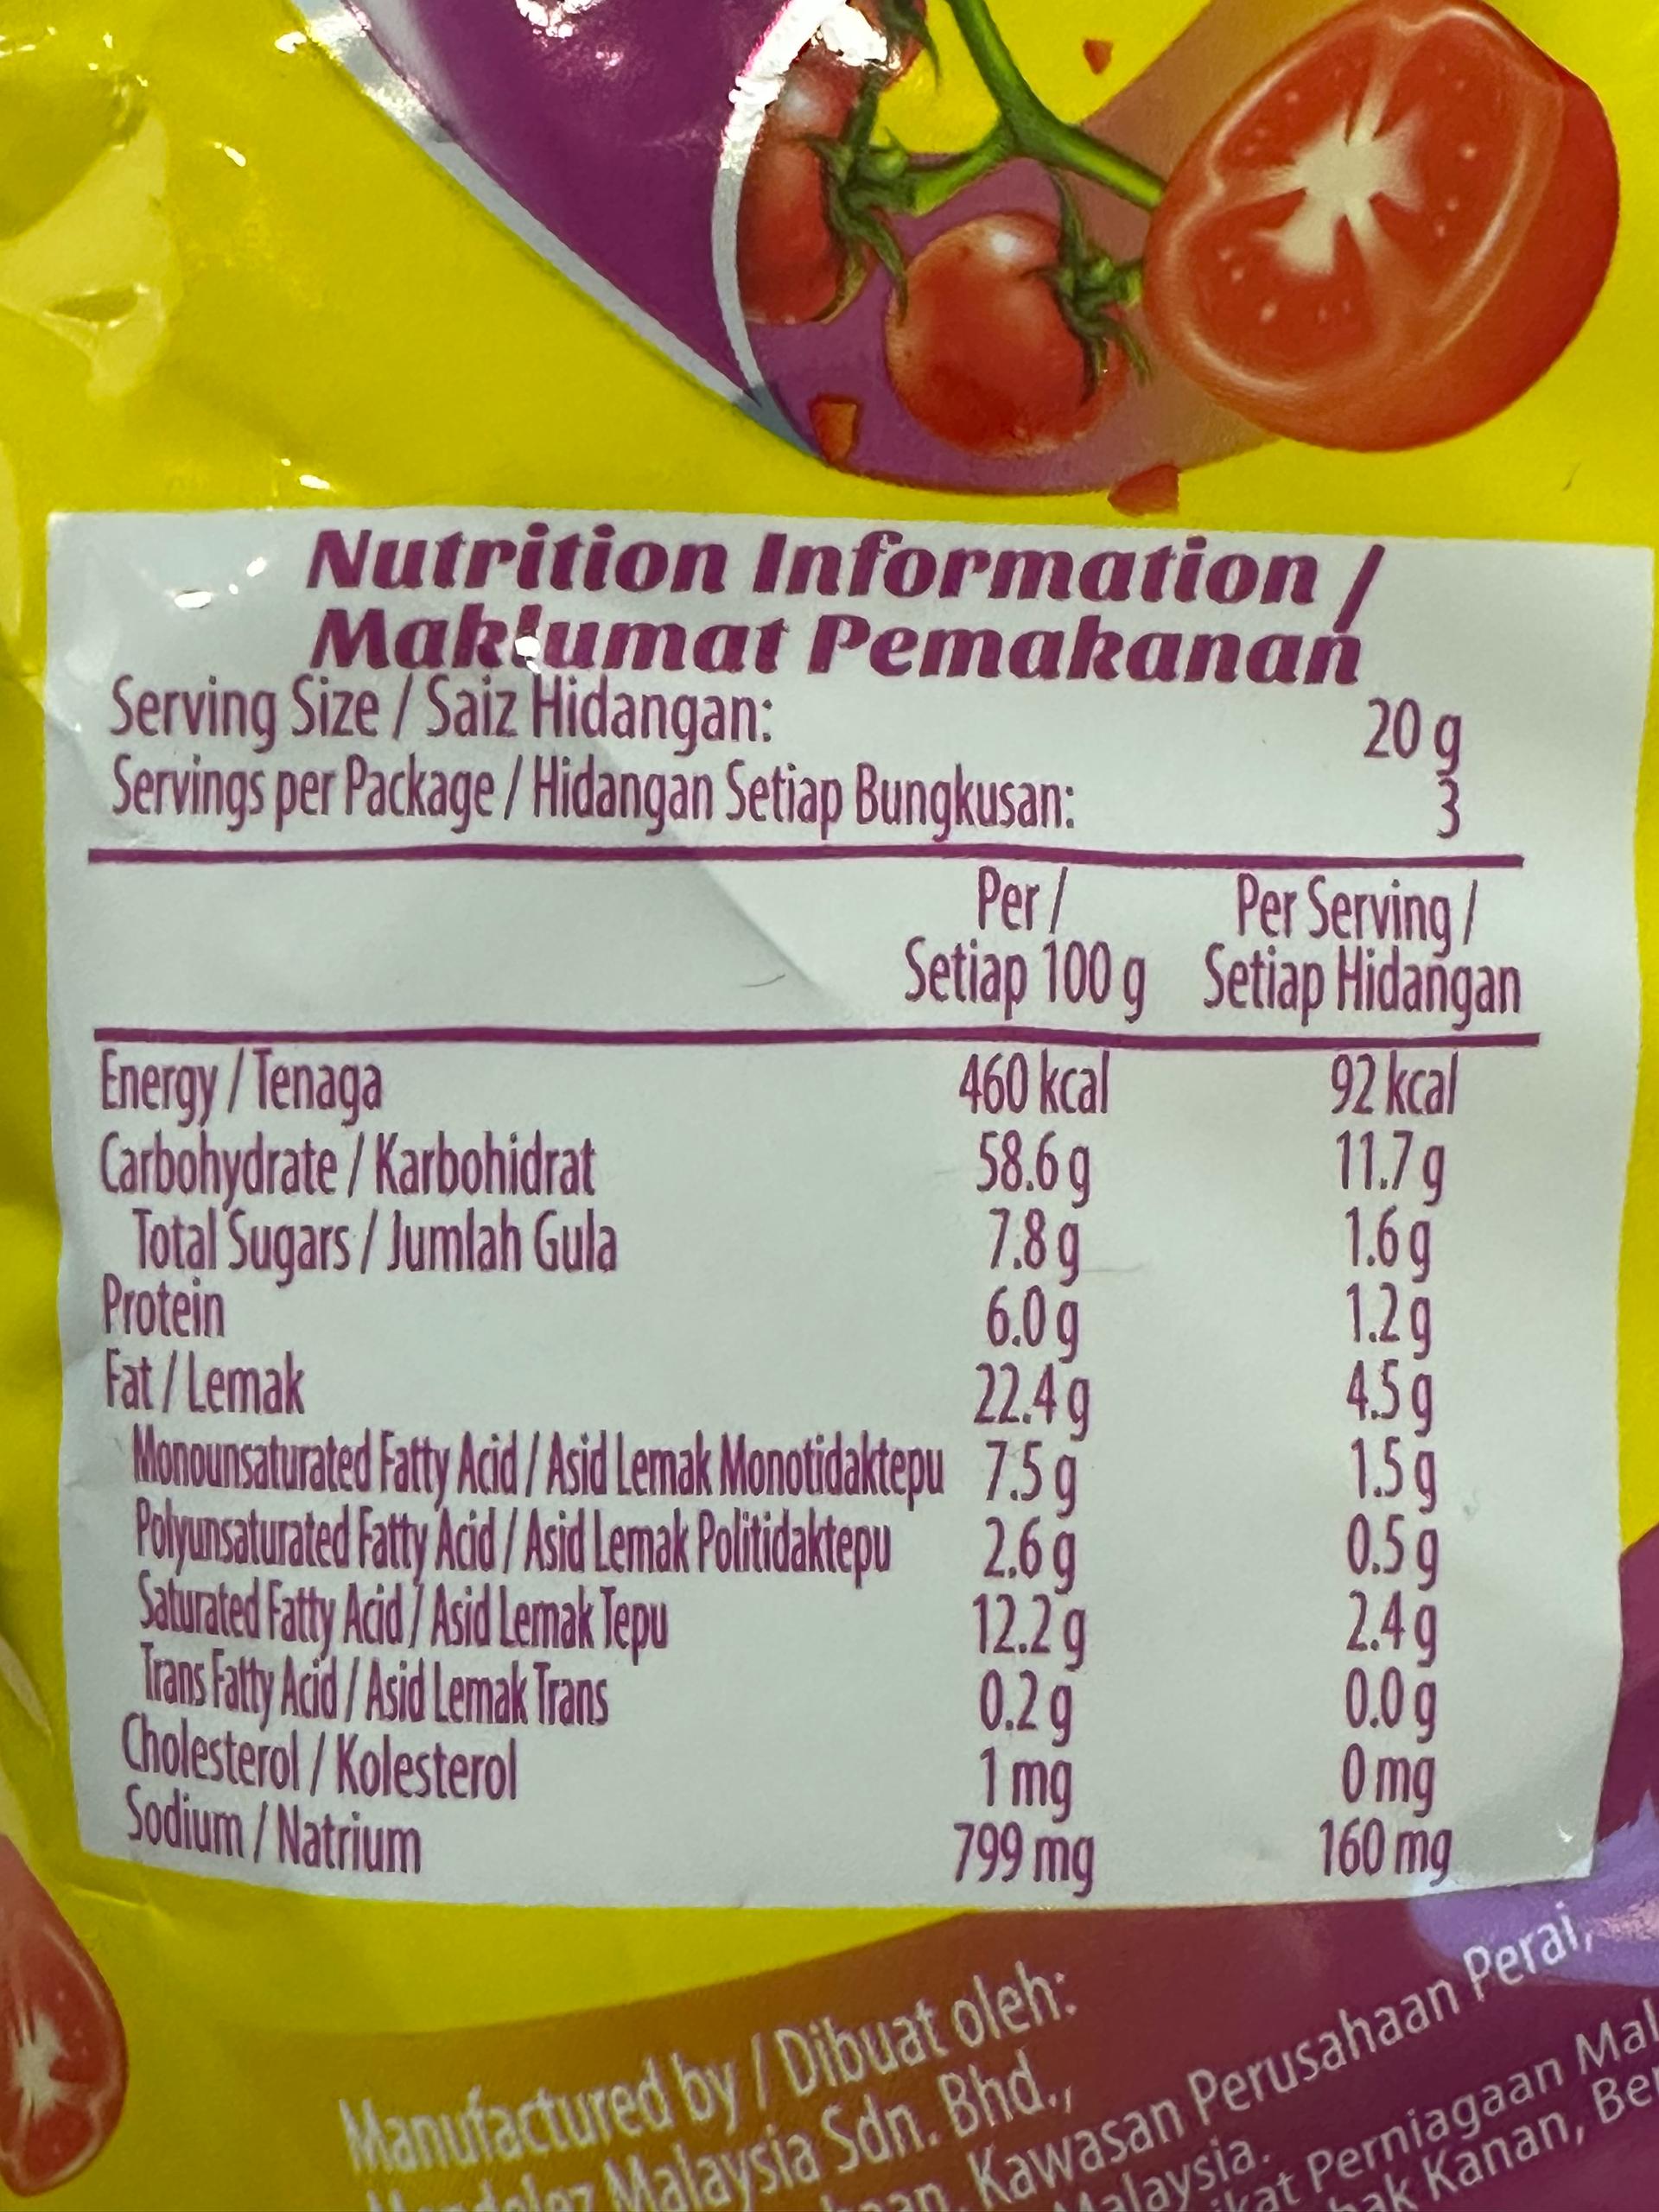 Nutrition Information /
Maklumat Pemakanan
Serving Size / Saiz Hidangan: 20 g
Servings per Package / Hidangan Setiap Bungkusan: 3
Per / Per Serving /
Setiap 100 g Setiap Hidangan
Energy / Tenaga 460 kcal 92 kcal
Carbohydrate / Karbohidrat 58.6 g 11.7 g
Total Sugars / Jumlah Gula 7.8 g 1.6 g
Protein 6.0 g 1.2 g
Fat / Lemak 22.4 g 4.5 g
Monounsaturated Fatty Acid / Asid Lemak Monotidaktepu 7.5 g 1.5 g
Polyunsaturated Fatty Acid / Asid Lemak Politidaktepu 2.6 g 0.5 g
Saturated Fatty Acid / Asid Lemak Tepu 12.2 g 2.4 g
Trans Fatty Acid / Asid Lemak Trans 0.2 g 0.0 g
Cholesterol / Kolesterol 1 mg 0 mg
Sodium / Natrium 799 mg 160 mg
Manufactured by / Dibuat oleh:
Malaysia Sdn. Bhd.,
Kawasan Perusahaan Perai,
Malaysia.
Perniagaan
Kanan,